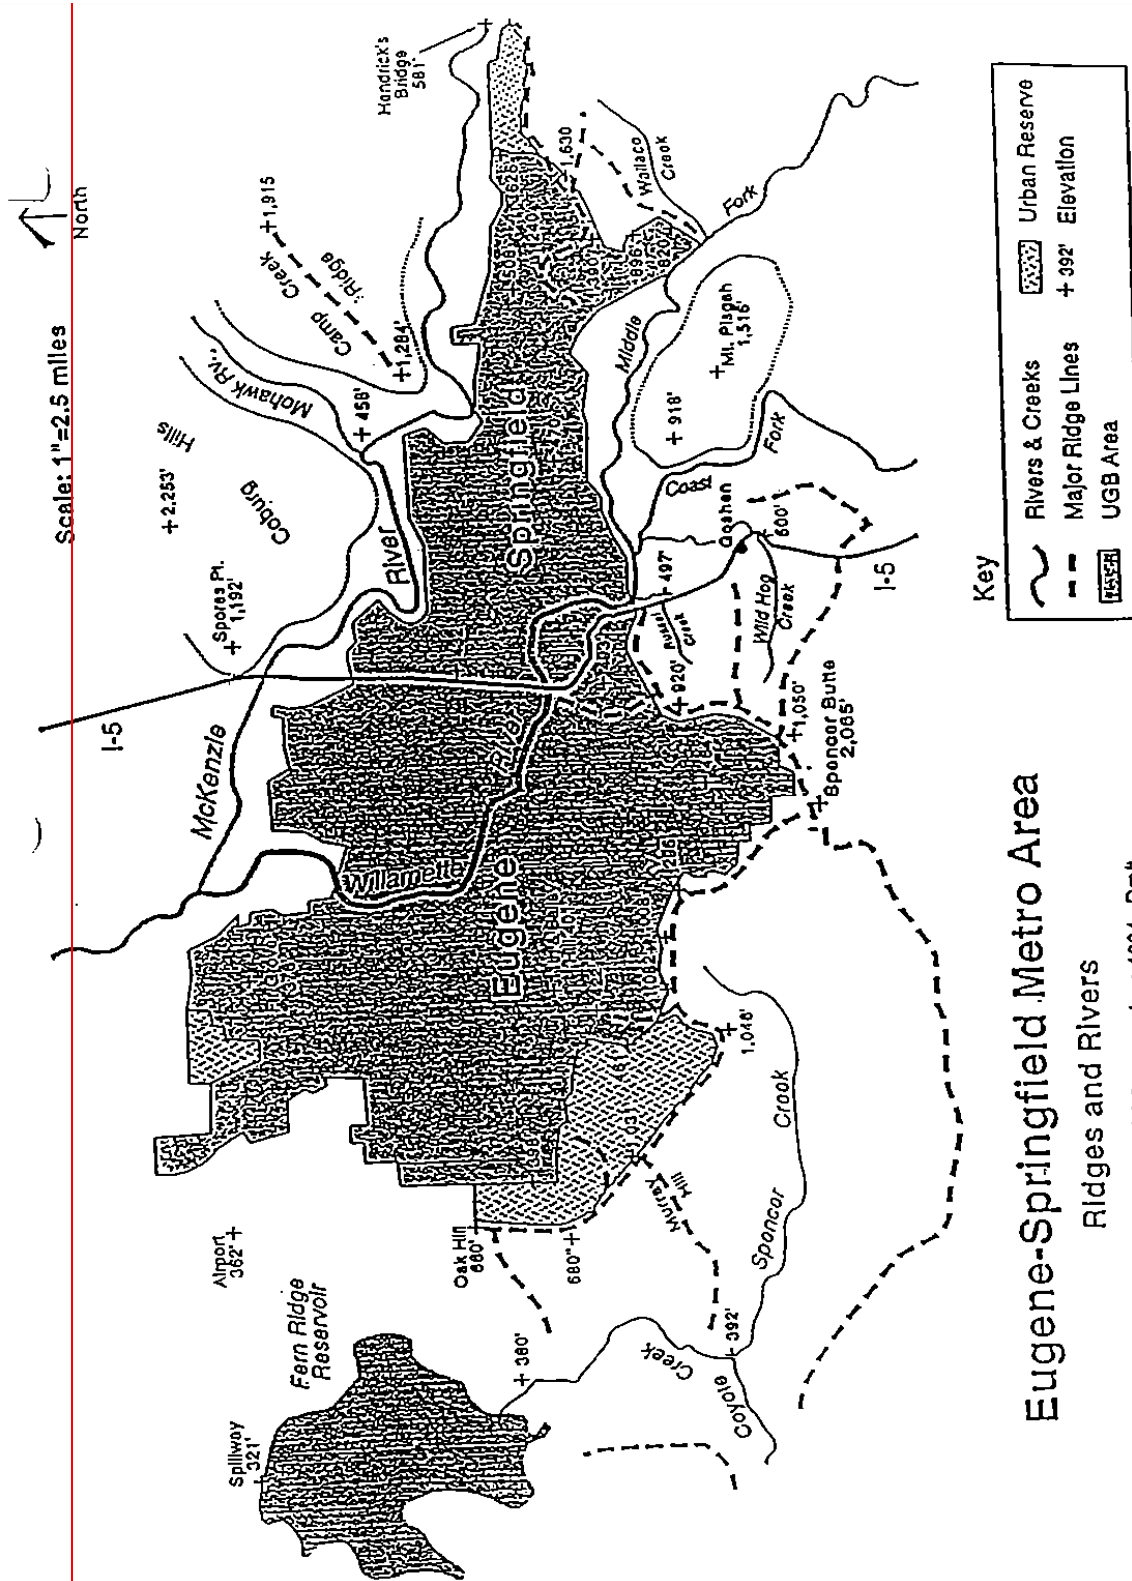 Scale: 1"=2.5 miles
North
Hendrick's
Bridge
581'
+1,915
Camp Creek
Ridge
+1,284'
Mohawk Rv.
+ 458'
Coburg Hills
+ 2,253'
Spores Pt.
1,192'
I-5
McKenzie
River
Willamette
River
Eugene
Springfield
1,630
Wallace
Creek
896'
820'
Middle
Fork
+Mt. Pisgah
1,516'
+ 918'
Coast
Fork
Goshen
600'
497'
Russel
Creek
Wild Hog
Creek
I-5
+920'
+1,050'
Spencer Butte
2,065'
1,046'
Spencer Creek
Murray
Hill
392'
Coyote
Creek
+ 380'
680'
Oak Hill
680'
Airport
362' +
Fern Ridge
Reservoir
Spillway
321'
Key
Rivers & Creeks
Major Ridge Lines
UGB Area
Urban Reserve
+ 392' Elevation
Eugene-Springfield Metro Area
Ridges and Rivers